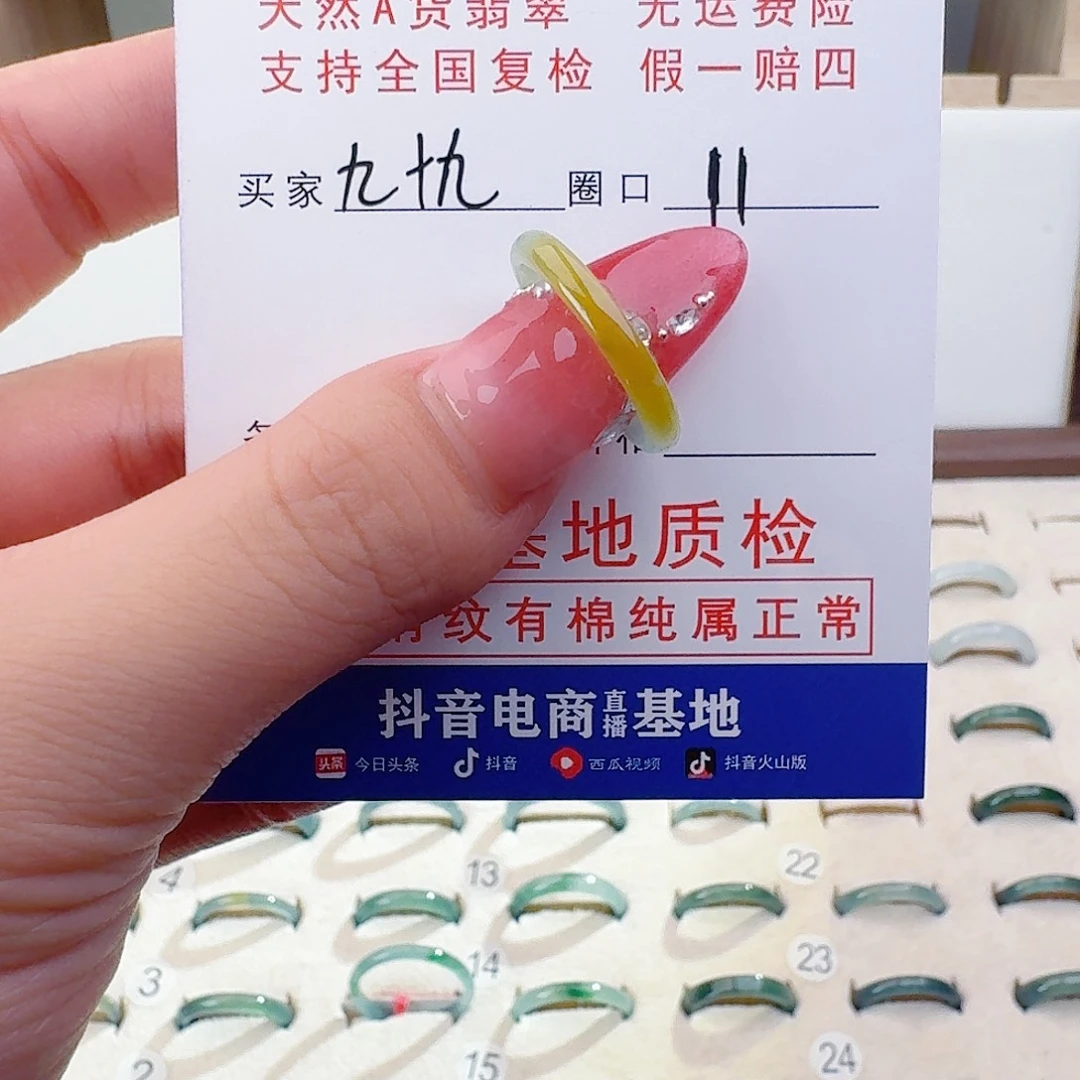 天然A货翡翠 无运费险
支持全国复检 假一赔四
买家 九 圈口 11
地质检
纹有棉纯属正常
抖音电商直播基地
头条 今日头条 抖音 西瓜视频 抖音火山版
4 13 22
3 14 23
2 15 24